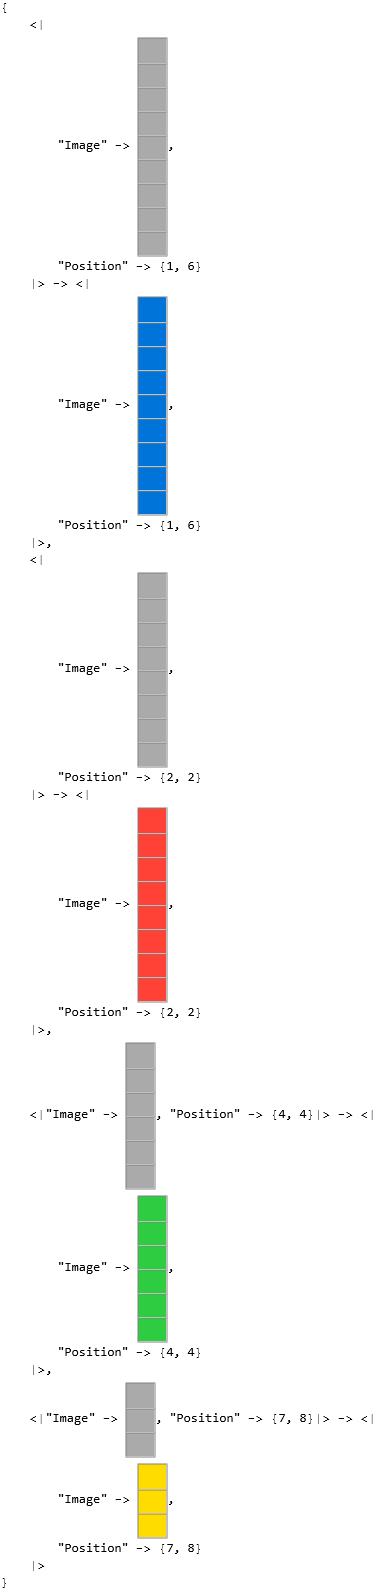 {
<|
"Image" -> ,
"Position" -> {1, 6}
|> -> <|
"Image" -> ,
"Position" -> {1, 6}
|>,
<|
"Image" -> ,
"Position" -> {2, 2}
|> -> <|
"Image" -> ,
"Position" -> {2, 2}
|>,
<|"Image" -> , "Position" -> {4, 4}|> -> <|
"Image" -> ,
"Position" -> {4, 4}
|>,
<|"Image" -> , "Position" -> {7, 8}|> -> <|
"Image" -> ,
"Position" -> {7, 8}
|>
}